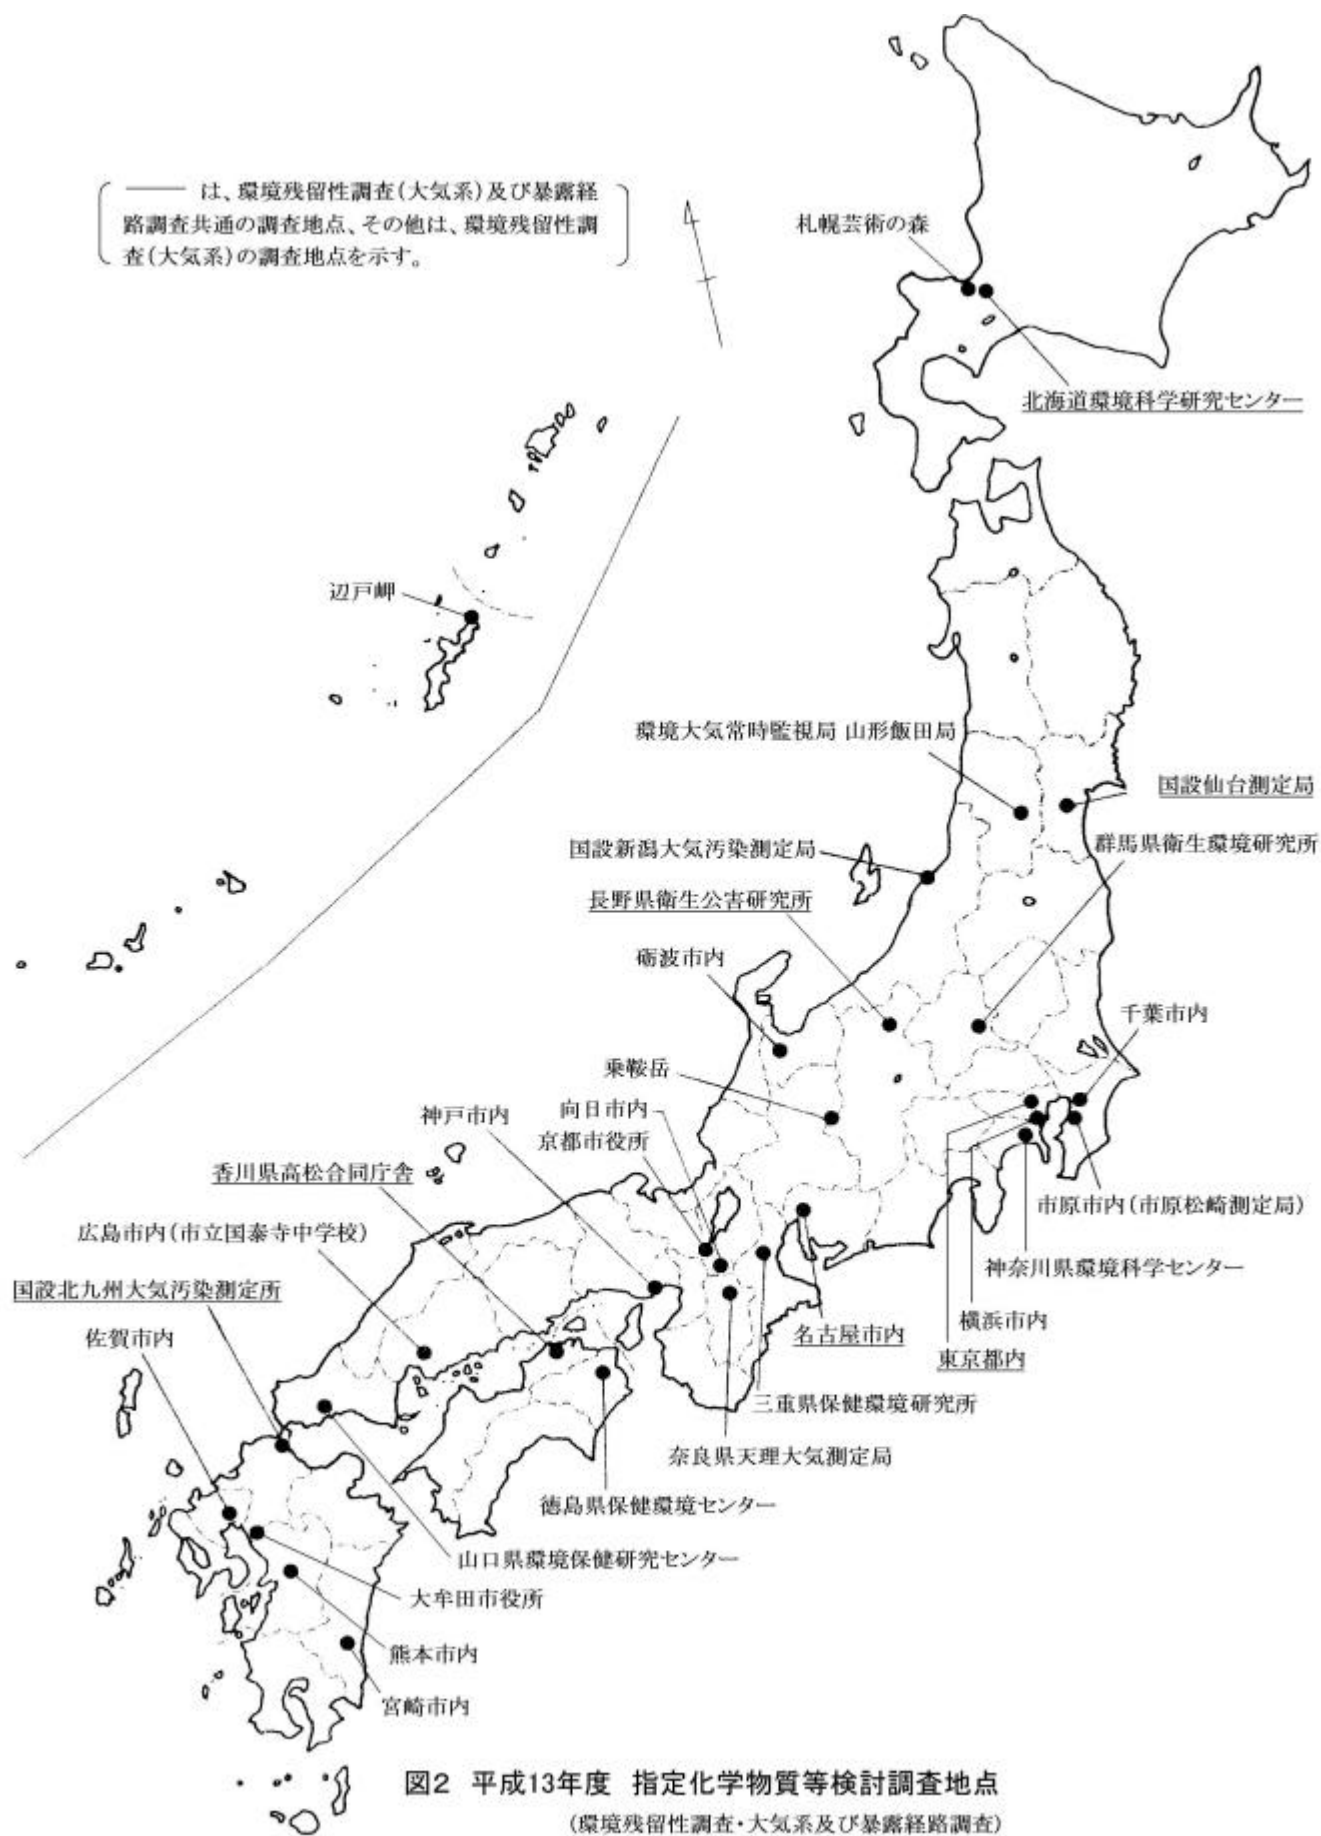 ―― は、環境残留性調査(大気系)及び暴露経
路調査共通の調査地点、その他は、環境残留性調
査(大気系)の調査地点を示す。
札幌芸術の森
北海道環境科学研究センター
辺戸岬
環境大気常時監視局 山形飯田局
国設仙台測定局
群馬県衛生環境研究所
国設新潟大気汚染測定局
長野県衛生公害研究所
砺波市内
千葉市内
乗鞍岳
向日市内
神戸市内
京都市役所
香川県高松合同庁舎
市原市内(市原松崎測定局)
広島市内(市立国泰寺中学校)
神奈川県環境科学センター
国設北九州大気汚染測定所
横浜市内
佐賀市内
名古屋市内
東京都内
三重県保健環境研究所
奈良県天理大気測定局
徳島県保健環境センター
山口県環境保健研究センター
大牟田市役所
熊本市内
宮崎市内
図2 平成13年度 指定化学物質等検討調査地点
(環境残留性調査・大気系及び暴露経路調査)